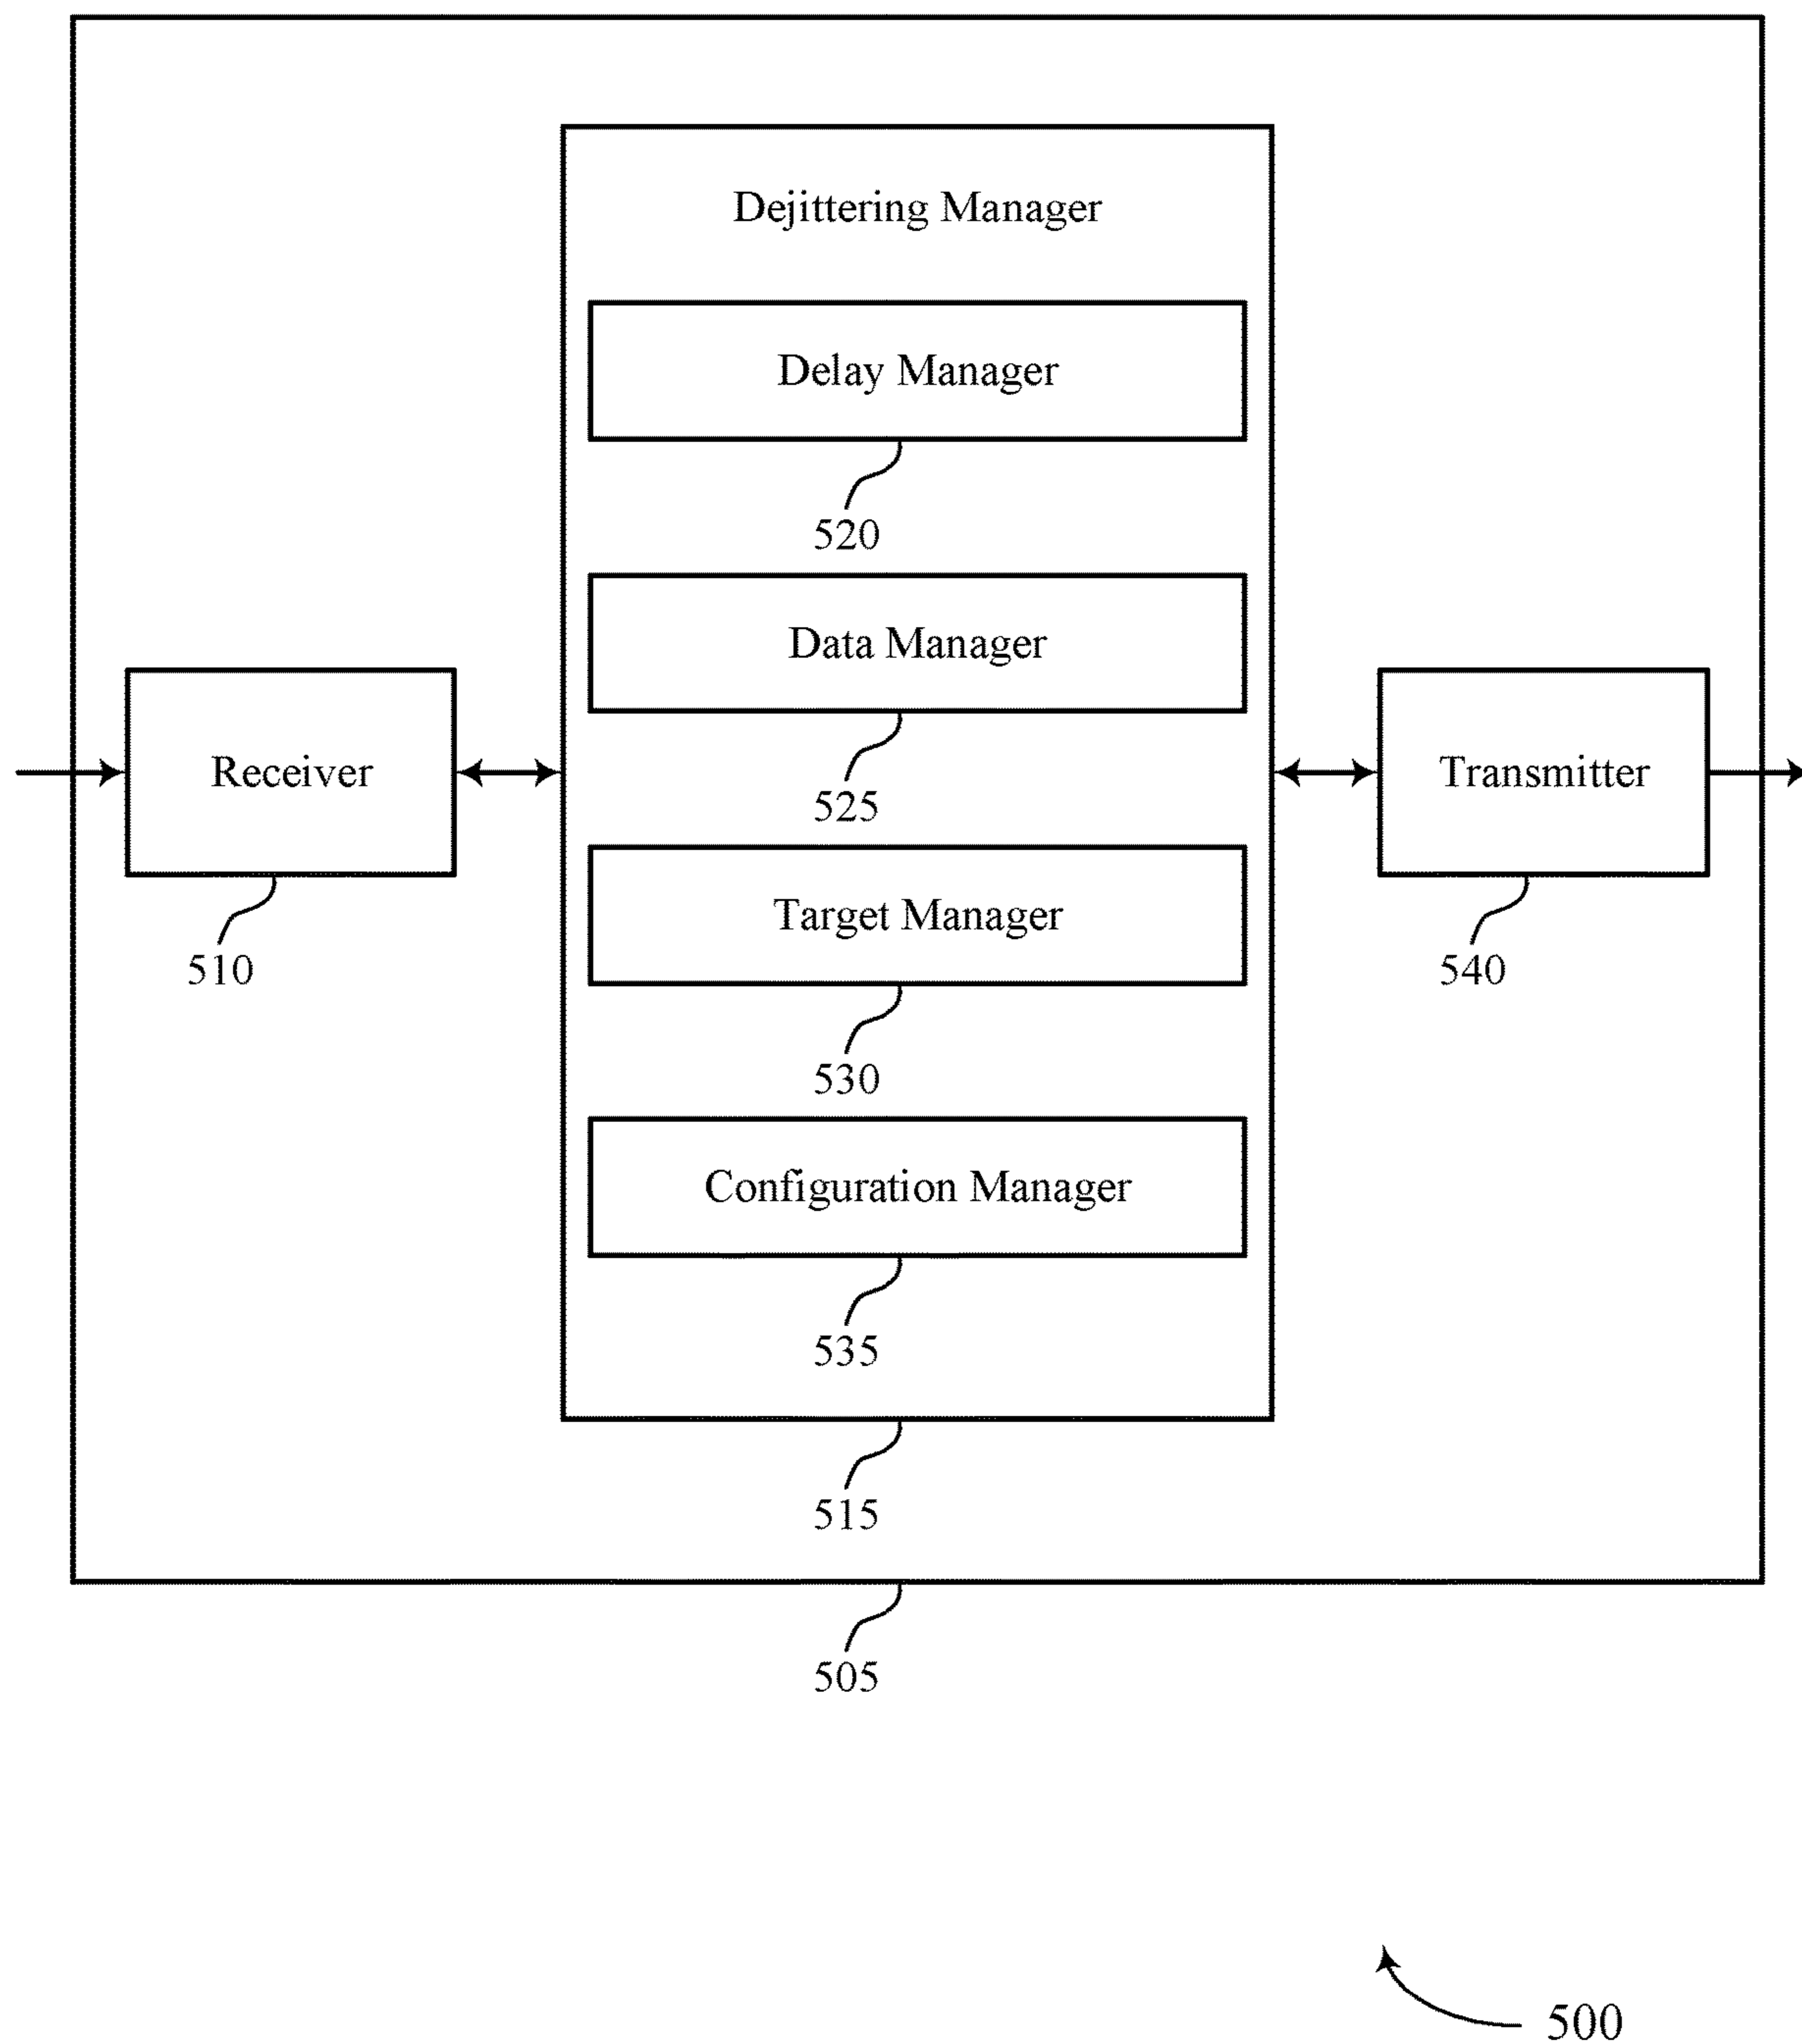 Dejittering Manager
Delay Manager
520
Data Manager
525
Receiver
510
Transmitter
540
Target Manager
530
Configuration Manager
535
515
505
500